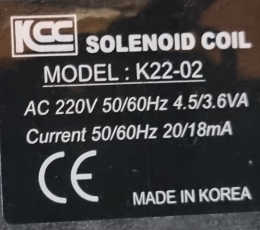 KCC SOLENOID COIL
MODEL : K22-02
AC 220V 50/60Hz 4.5/3.6VA
Current 50/60Hz 20/18mA
CE MADE IN KOREA